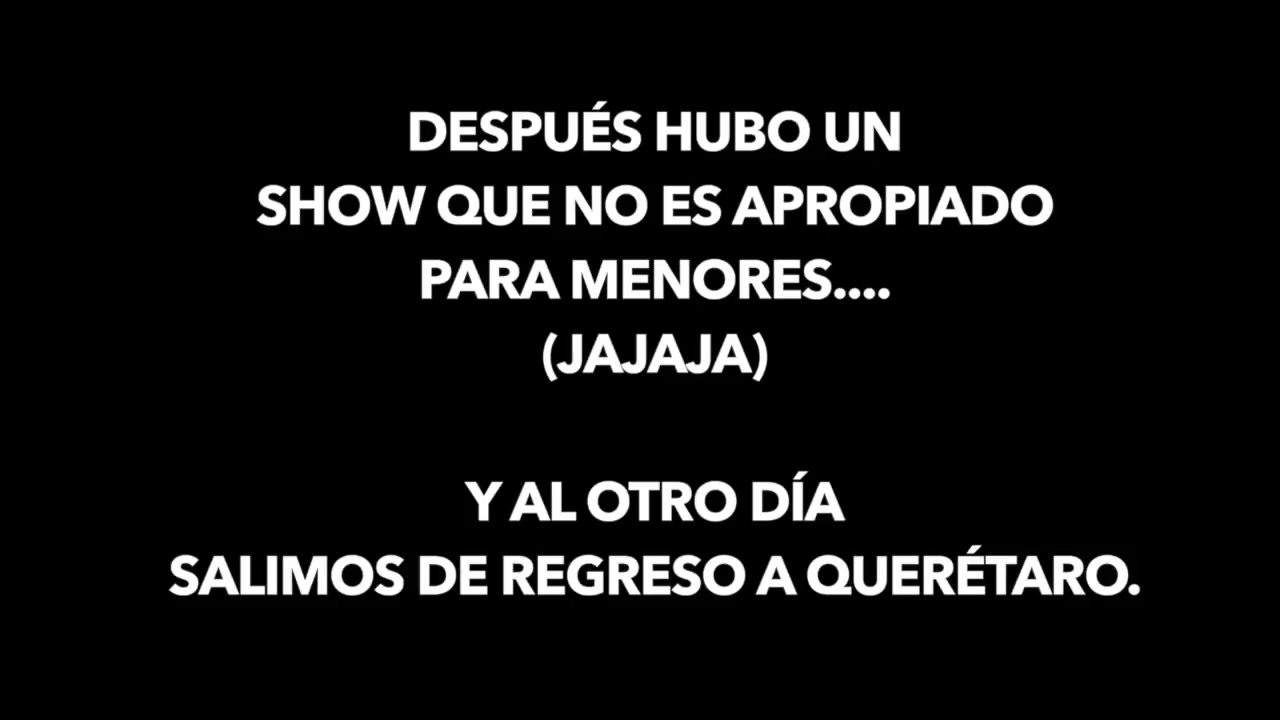 DESPUÉS HUBO UN
SHOW QUE NO ES APROPIADO
PARA MENORES....
(JAJAJA)
Y AL OTRO DÍA
SALIMOS DE REGRESO A QUERÉTARO.